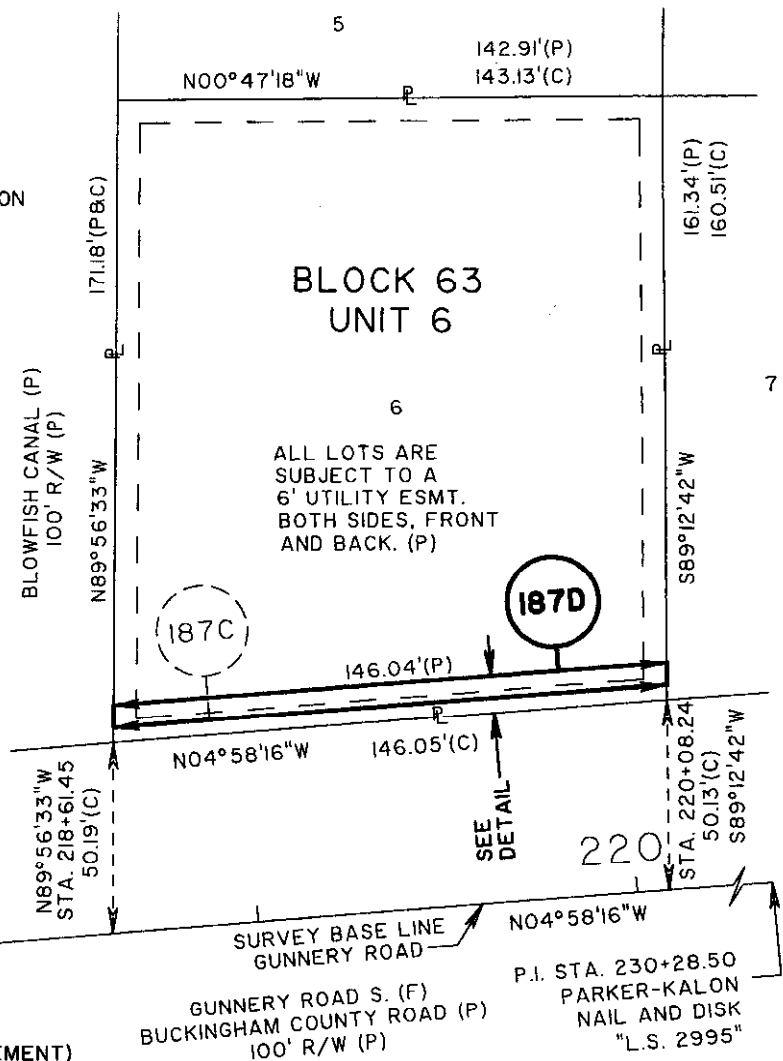 5
142.91'(P)
N00°47'18"W
143.13'(C)
PL
ON
171.18'(P&C)
161.34'(P)
160.51'(C)
BLOCK 63
UNIT 6
PL
PL
7
6
BLOWFISH CANAL (P)
100' R/W (P)
N89°56'33"W
ALL LOTS ARE
SUBJECT TO A
6' UTILITY ESMT.
BOTH SIDES, FRONT
AND BACK. (P)
S89°12'42"W
187C
187D
146.04'(P)
PL
N04°58'16"W
146.05'(C)
N89°56'33"W
STA. 218+61.45
50.19'(C)
SEE
DETAIL
220
STA. 220+08.24
50.13'(C)
S89°12'42"W
SURVEY BASE LINE
GUNNERY ROAD
N04°58'16"W
GUNNERY ROAD S. (F)
BUCKINGHAM COUNTY ROAD (P)
100' R/W (P)
P.I. STA. 230+28.50
PARKER-KALON
NAIL AND DISK
"L.S. 2995"
EMENT)